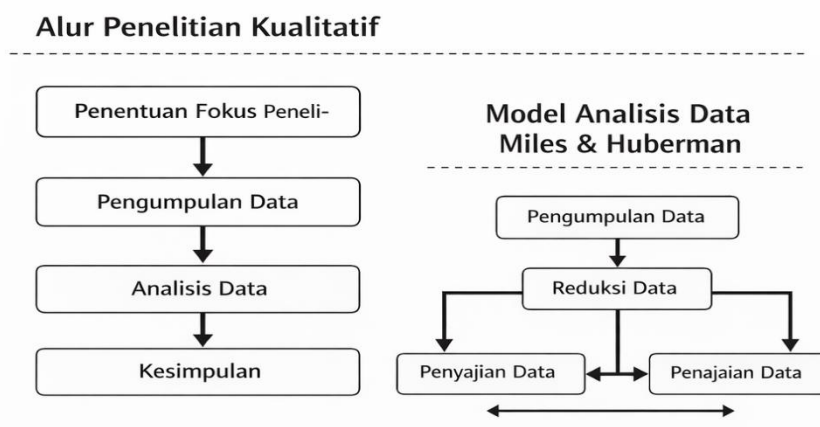 Alur Penelitian Kualitatif
Penentuan Fokus Peneli-
Pengumpulan Data
Analisis Data
Kesimpulan
Model Analisis Data
Miles & Huberman
Pengumpulan Data
Reduksi Data
Penyajian Data
Penajaian Data